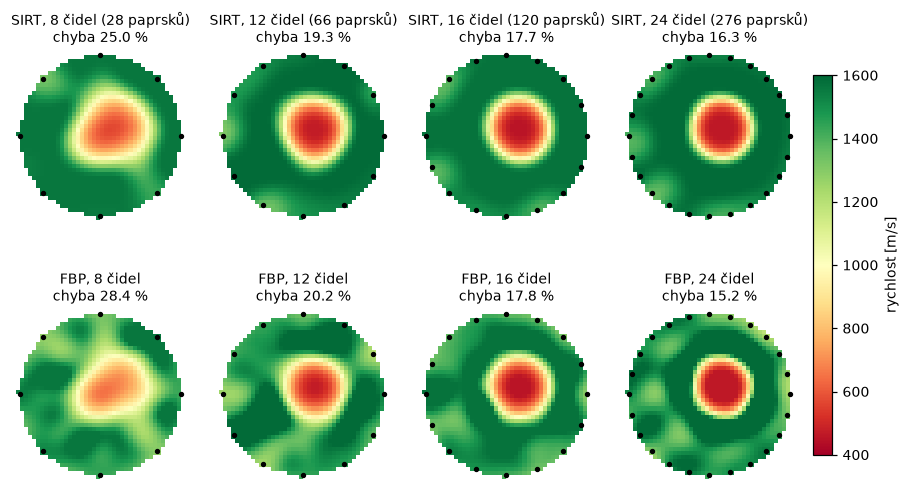 SIRT, 8 čidel (28 paprsků)
chyba 25.0 %
SIRT, 12 čidel (66 paprsků)
chyba 19.3 %
SIRT, 16 čidel (120 paprsků)
chyba 17.7 %
SIRT, 24 čidel (276 paprsků)
chyba 16.3 %
FBP, 8 čidel
chyba 28.4 %
FBP, 12 čidel
chyba 20.2 %
FBP, 16 čidel
chyba 17.8 %
FBP, 24 čidel
chyba 15.2 %
1600
1400
1200
1000
800
600
400
rychlost [m/s]